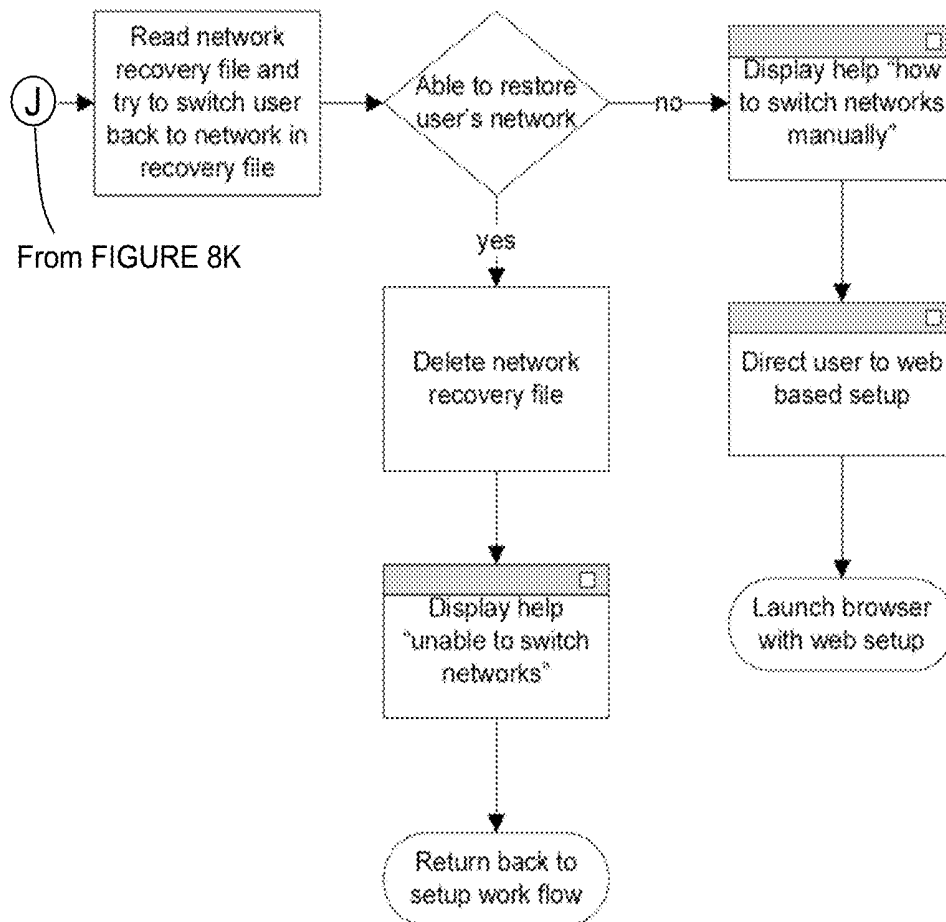 J
Read network
recovery file and
try to switch user
back to network in
recovery file
From FIGURE 8K
Able to restore
user's network
no
Display help "how
to switch networks
manually"
yes
Delete network
recovery file
Direct user to web
based setup
Display help
"unable to switch
networks"
Launch browser
with web setup
Return back to
setup work flow